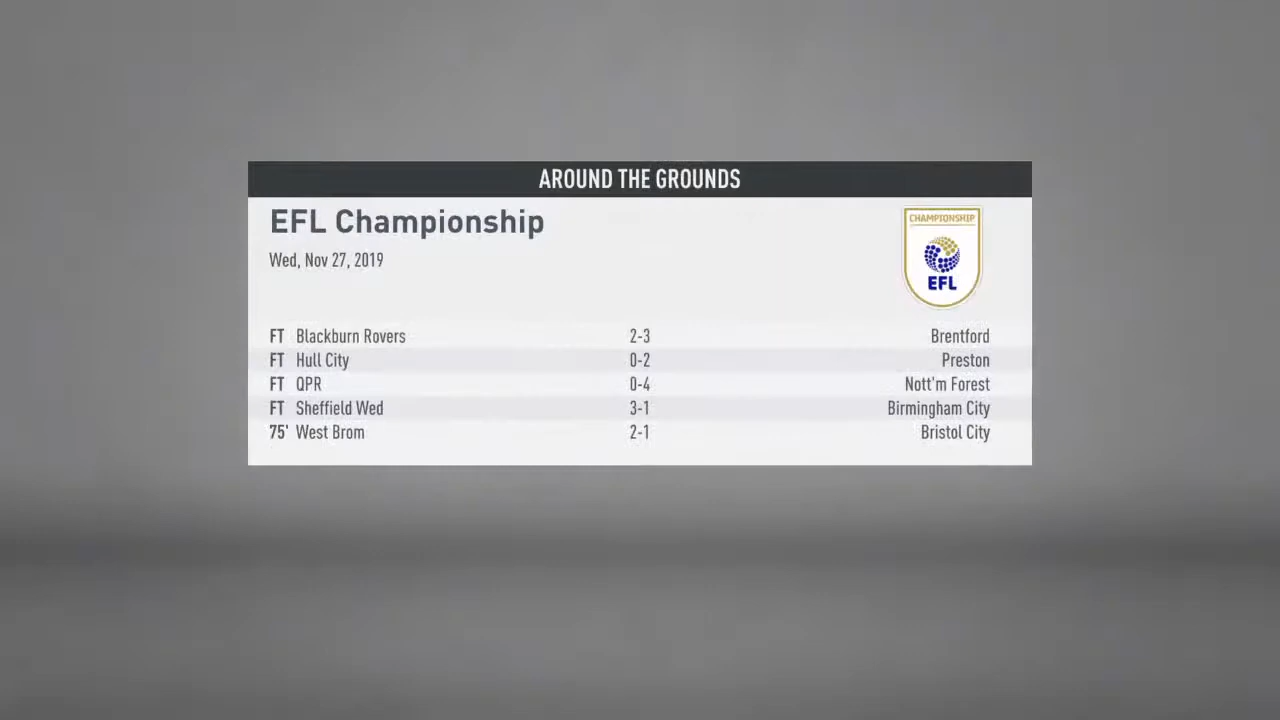 AROUND THE GROUNDS
EFL Championship
Wed, Nov 27, 2019
CHAMPIONSHIP
EFL
FT Blackburn Rovers 2-3 Brentford
FT Hull City 0-2 Preston
FT QPR 0-4 Nott'm Forest
FT Sheffield Wed 3-1 Birmingham City
75' West Brom 2-1 Bristol City